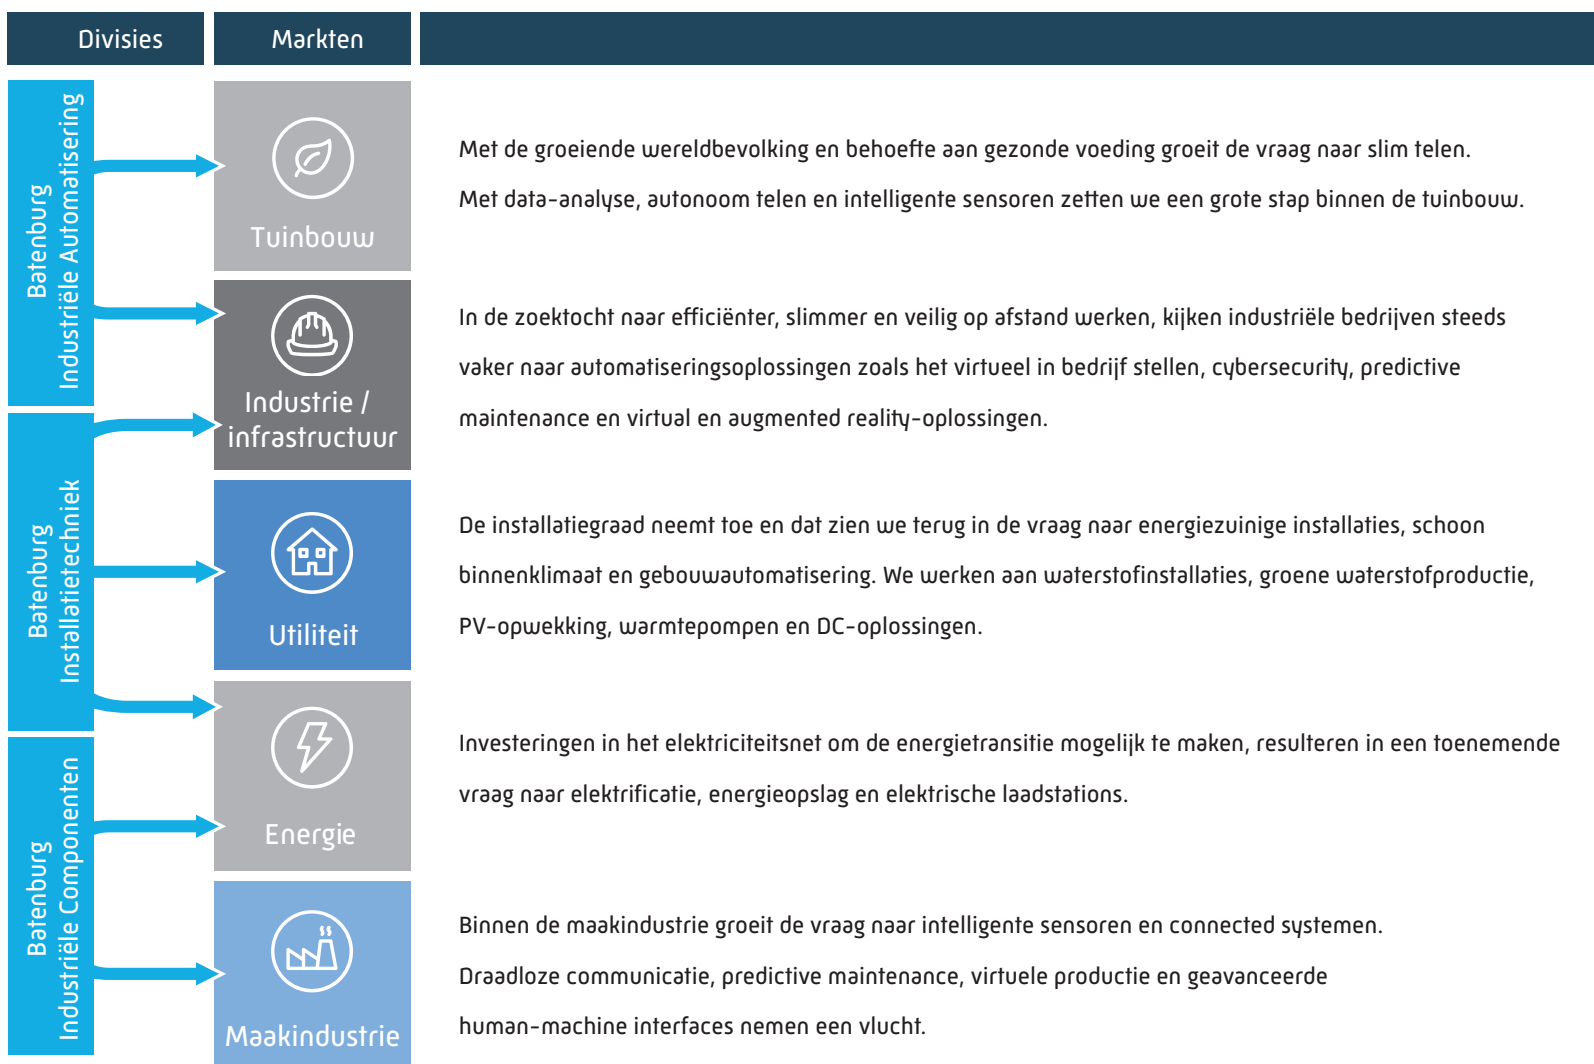 Divisies
Markten
Batenburg
Industriële Automatisering
Tuinbouw
Met de groeiende wereldbevolking en behoefte aan gezonde voeding groeit de vraag naar slim telen.
Met data-analyse, autonoom telen en intelligente sensoren zetten we een grote stap binnen de tuinbouw.
Industrie /
infrastructuur
In de zoektocht naar efficiënter, slimmer en veilig op afstand werken, kijken industriële bedrijven steeds
vaker naar automatiseringsoplossingen zoals het virtueel in bedrijf stellen, cybersecurity, predictive
maintenance en virtual en augmented reality-oplossingen.
Batenburg
Installatietechniek
Utiliteit
De installatiegraad neemt toe en dat zien we terug in de vraag naar energiezuinige installaties, schoon
binnenklimaat en gebouwautomatisering. We werken aan waterstofinstallaties, groene waterstofproductie,
PV-opwekking, warmtepompen en DC-oplossingen.
Energie
Investeringen in het elektriciteitsnet om de energietransitie mogelijk te maken, resulteren in een toenemende
vraag naar elektrificatie, energieopslag en elektrische laadstations.
Batenburg
Industriële Componenten
Maakindustrie
Binnen de maakindustrie groeit de vraag naar intelligente sensoren en connected systemen.
Draadloze communicatie, predictive maintenance, virtuele productie en geavanceerde
human-machine interfaces nemen een vlucht.